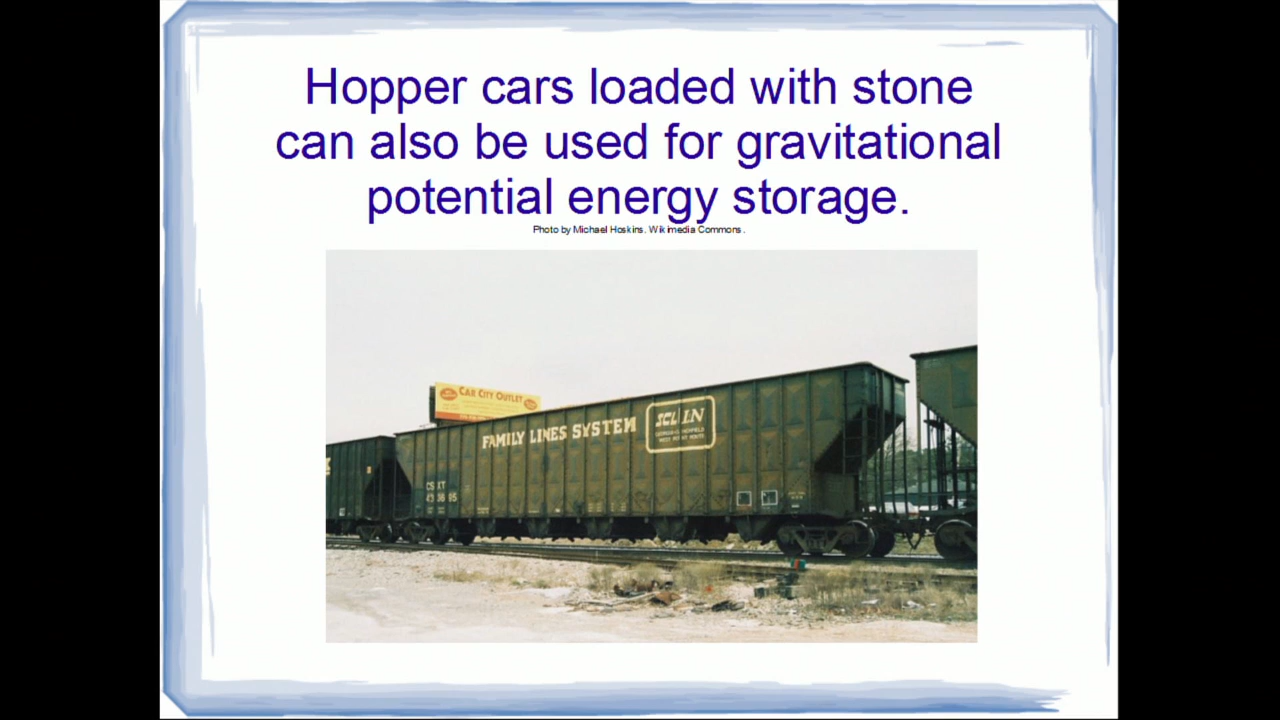 Hopper cars loaded with stone
can also be used for gravitational
potential energy storage.
Photo by Michael Hoskins. Wikimedia Commons.
CAR CITY OUTLET
FAMILY LINES SYSTEM
SCL L-N
CSXT